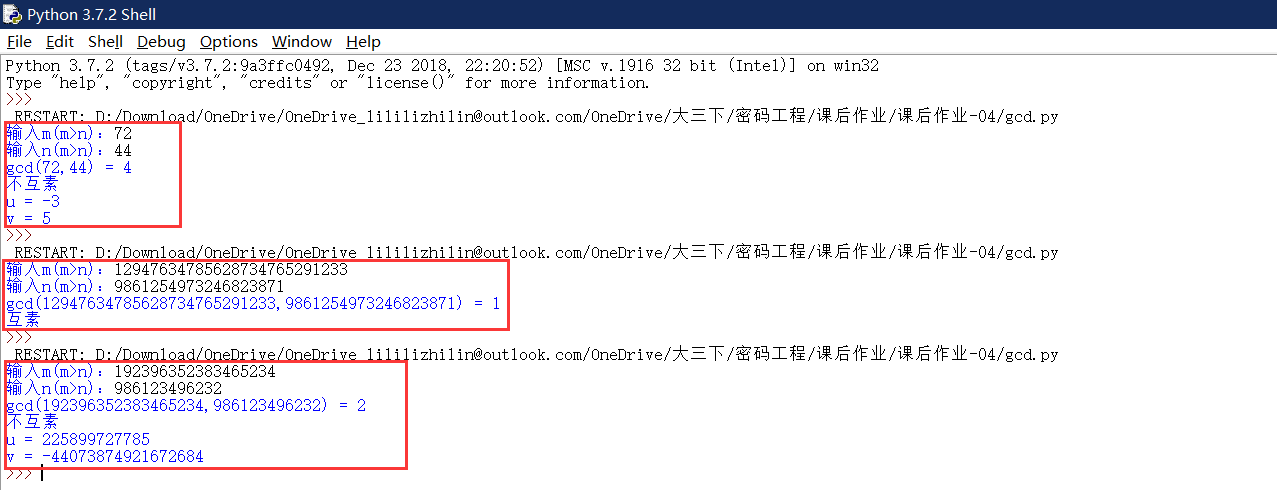 Python 3.7.2 Shell
File Edit Shell Debug Options Window Help
Python 3.7.2 (tags/v3.7.2:9a3ffc0492, Dec 23 2018, 22:20:52) [MSC v.1916 32 bit (Intel)] on win32
Type "help", "copyright", "credits" or "license()" for more information.
>>>
RESTART: D:/Download/OneDrive/OneDrive_lililizhilin@outlook.com/OneDrive/大三下/密码工程/课后作业/课后作业-04/gcd.py
输入m(m>n)：72
输入n(m>n)：44
gcd(72,44) = 4
不互素
u = -3
v = 5
>>>
RESTART: D:/Download/OneDrive/OneDrive_lililizhilin@outlook.com/OneDrive/大三下/密码工程/课后作业/课后作业-04/gcd.py
输入m(m>n)：12947634785628734765291233
输入n(m>n)：9861254973246823871
gcd(12947634785628734765291233,9861254973246823871) = 1
互素
>>>
RESTART: D:/Download/OneDrive/OneDrive_lililizhilin@outlook.com/OneDrive/大三下/密码工程/课后作业/课后作业-04/gcd.py
输入m(m>n)：192396352383465234
输入n(m>n)：986123496232
gcd(192396352383465234,986123496232) = 2
不互素
u = 225899727785
v = -44073874921672684
>>>